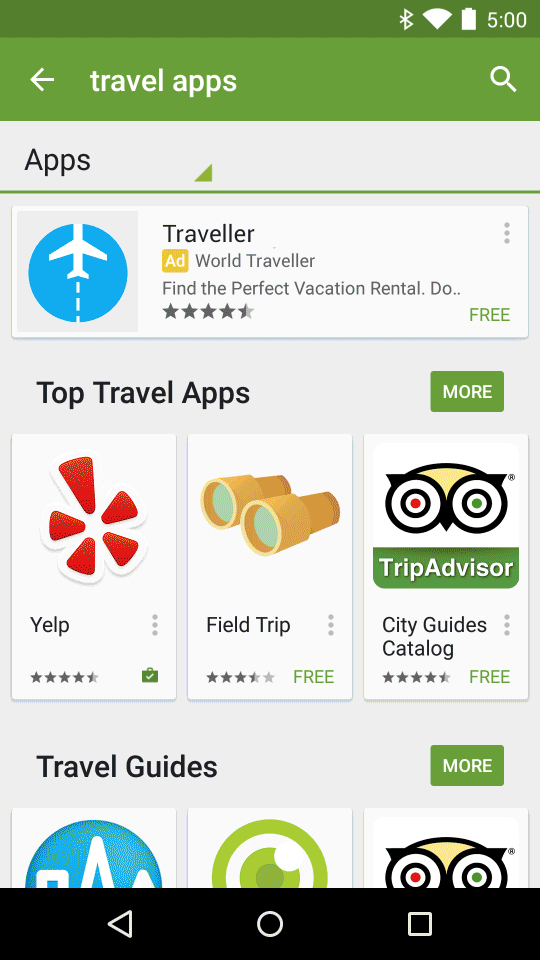 5:00
travel apps
Apps
Traveller
Ad World Traveller
Find the Perfect Vacation Rental. Do..
FREE
Top Travel Apps
MORE
TripAdvisor
®
Yelp
Field Trip
FREE
City Guides
Catalog
FREE
Travel Guides
MORE
®